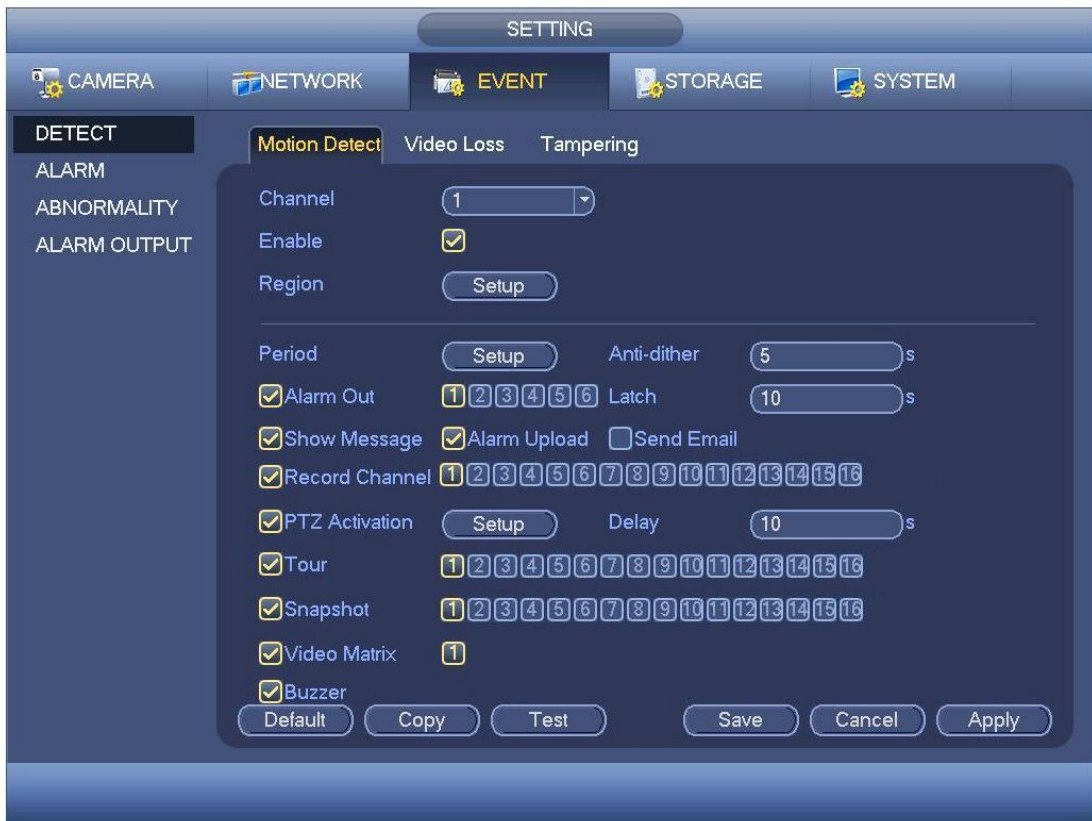 SETTING
CAMERA NETWORK EVENT STORAGE SYSTEM
DETECT
ALARM
ABNORMALITY
ALARM OUTPUT
Motion Detect Video Loss Tampering
Channel 1
Enable
Region Setup
Period Setup Anti-dither 5 s
Alarm Out 1 2 3 4 5 6 Latch 10 s
Show Message Alarm Upload Send Email
Record Channel 1 2 3 4 5 6 7 8 9 10 11 12 13 14 15 16
PTZ Activation Setup Delay 10 s
Tour 1 2 3 4 5 6 7 8 9 10 11 12 13 14 15 16
Snapshot 1 2 3 4 5 6 7 8 9 10 11 12 13 14 15 16
Video Matrix 1
Buzzer
Default Copy Test Save Cancel Apply